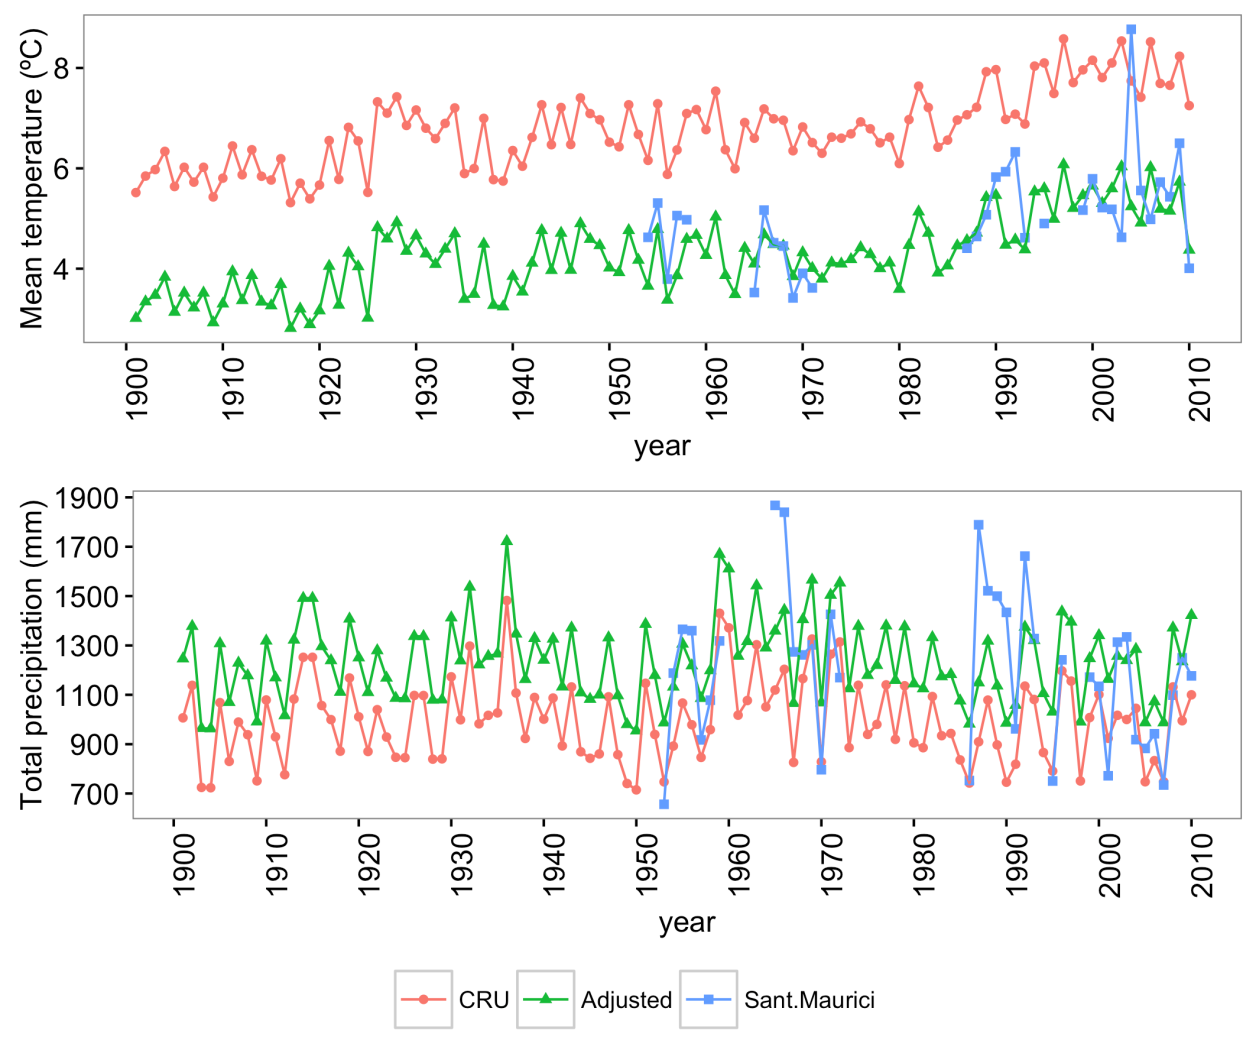 Mean temperature (ºC)
8
6
4
1900 1910 1920 1930 1940 1950 1960 1970 1980 1990 2000 2010
year
Total precipitation (mm)
1900
1700
1500
1300
1100
900
700
1900 1910 1920 1930 1940 1950 1960 1970 1980 1990 2000 2010
year
CRU Adjusted Sant.Maurici